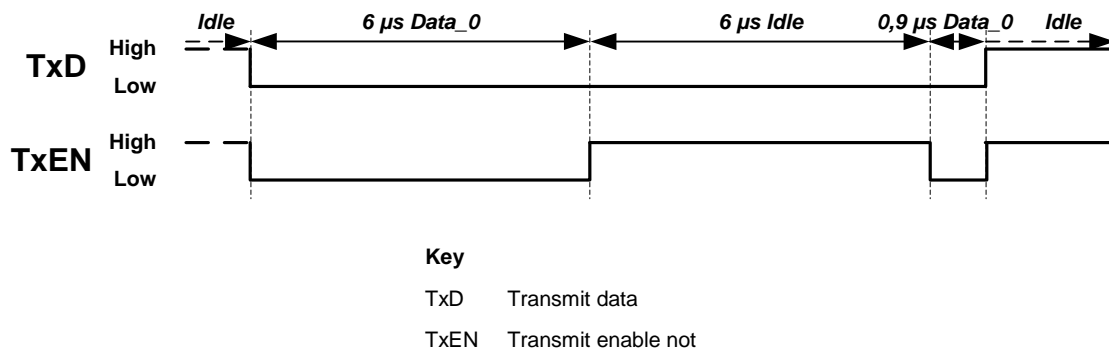 Idle 6 µs Data_0 6 µs Idle 0,9 µs Data_0 Idle
High
TxD
Low
High
TxEN
Low
Key
TxD Transmit data
TxEN Transmit enable not